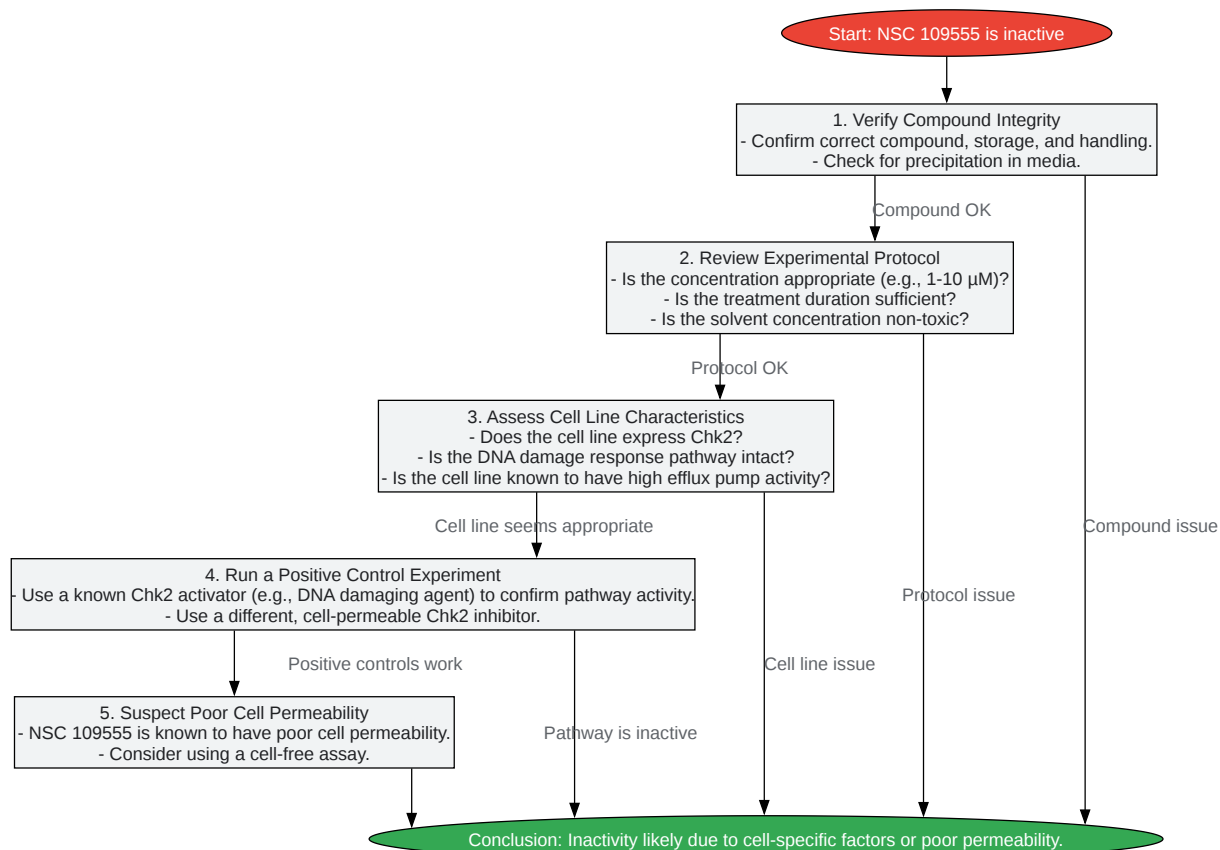 Start: NSC 109555 is inactive
1. Verify Compound Integrity
- Confirm correct compound, storage, and handling.
- Check for precipitation in media.
Compound OK
2. Review Experimental Protocol
- Is the concentration appropriate (e.g., 1-10 µM)?
- Is the treatment duration sufficient?
- Is the solvent concentration non-toxic?
Protocol OK
3. Assess Cell Line Characteristics
- Does the cell line express Chk2?
- Is the DNA damage response pathway intact?
- Is the cell line known to have high efflux pump activity?
Cell line seems appropriate
Compound issue
4. Run a Positive Control Experiment
- Use a known Chk2 activator (e.g., DNA damaging agent) to confirm pathway activity.
- Use a different, cell-permeable Chk2 inhibitor.
Protocol issue
Positive controls work
Cell line issue
5. Suspect Poor Cell Permeability
- NSC 109555 is known to have poor cell permeability.
- Consider using a cell-free assay.
Pathway is inactive
Conclusion: Inactivity likely due to cell-specific factors or poor permeability.